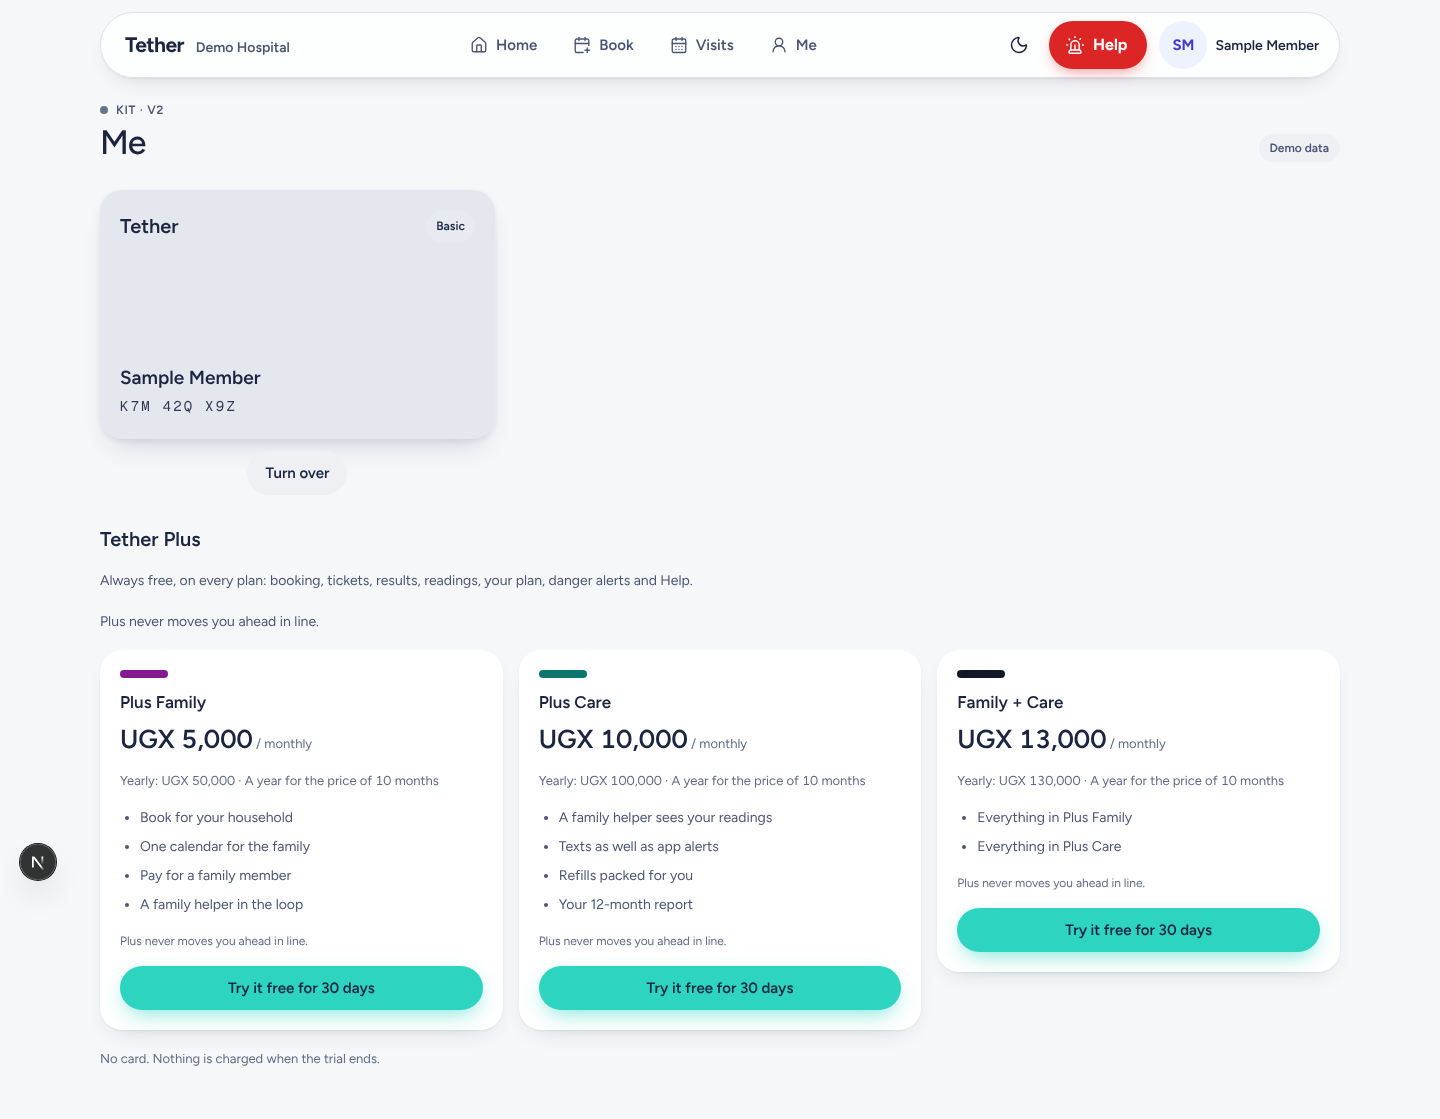 Tether Demo Hospital Home Book Visits Me Help SM Sample Member
KIT · V2
Me
Demo data
Tether Basic
Sample Member
K7M 42Q X9Z
Turn over
Tether Plus
Always free, on every plan: booking, tickets, results, readings, your plan, danger alerts and Help.
Plus never moves you ahead in line.
Plus Family
UGX 5,000 / monthly
Yearly: UGX 50,000 · A year for the price of 10 months
• Book for your household
• One calendar for the family
• Pay for a family member
• A family helper in the loop
Plus never moves you ahead in line.
Try it free for 30 days
Plus Care
UGX 10,000 / monthly
Yearly: UGX 100,000 · A year for the price of 10 months
• A family helper sees your readings
• Texts as well as app alerts
• Refills packed for you
• Your 12-month report
Plus never moves you ahead in line.
Try it free for 30 days
Family + Care
UGX 13,000 / monthly
Yearly: UGX 130,000 · A year for the price of 10 months
• Everything in Plus Family
• Everything in Plus Care
Plus never moves you ahead in line.
Try it free for 30 days
N
No card. Nothing is charged when the trial ends.